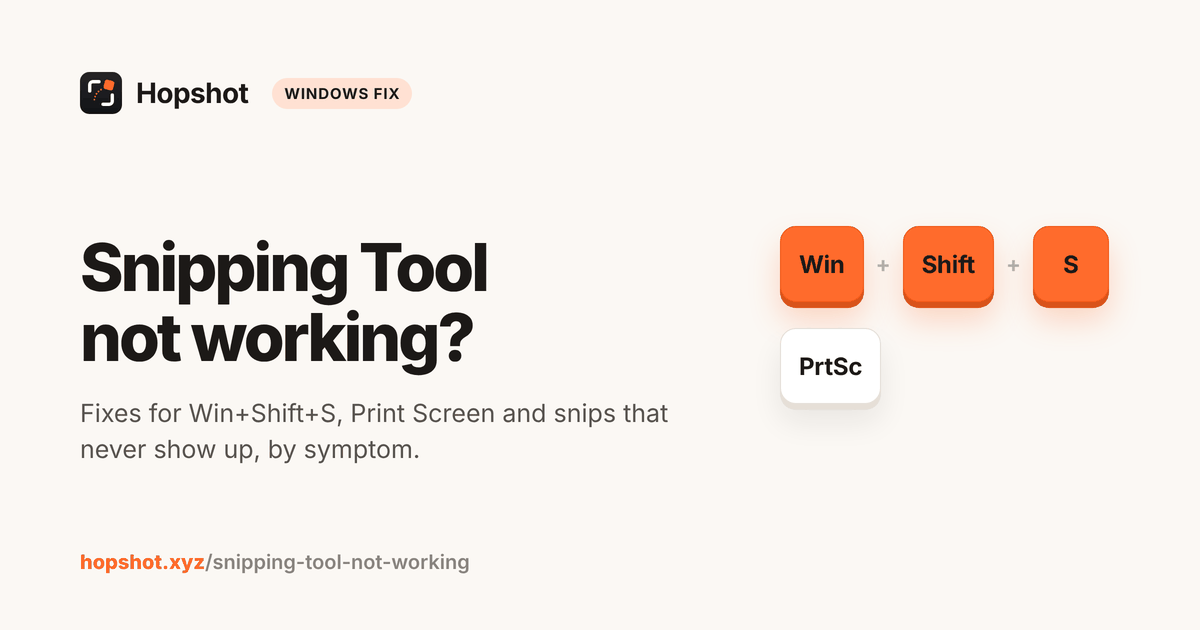 Hopshot
WINDOWS FIX
Snipping Tool
not working?
Fixes for Win+Shift+S, Print Screen and snips that
never show up, by symptom.
Win + Shift + S
PrtSc
hopshot.xyz/snipping-tool-not-working